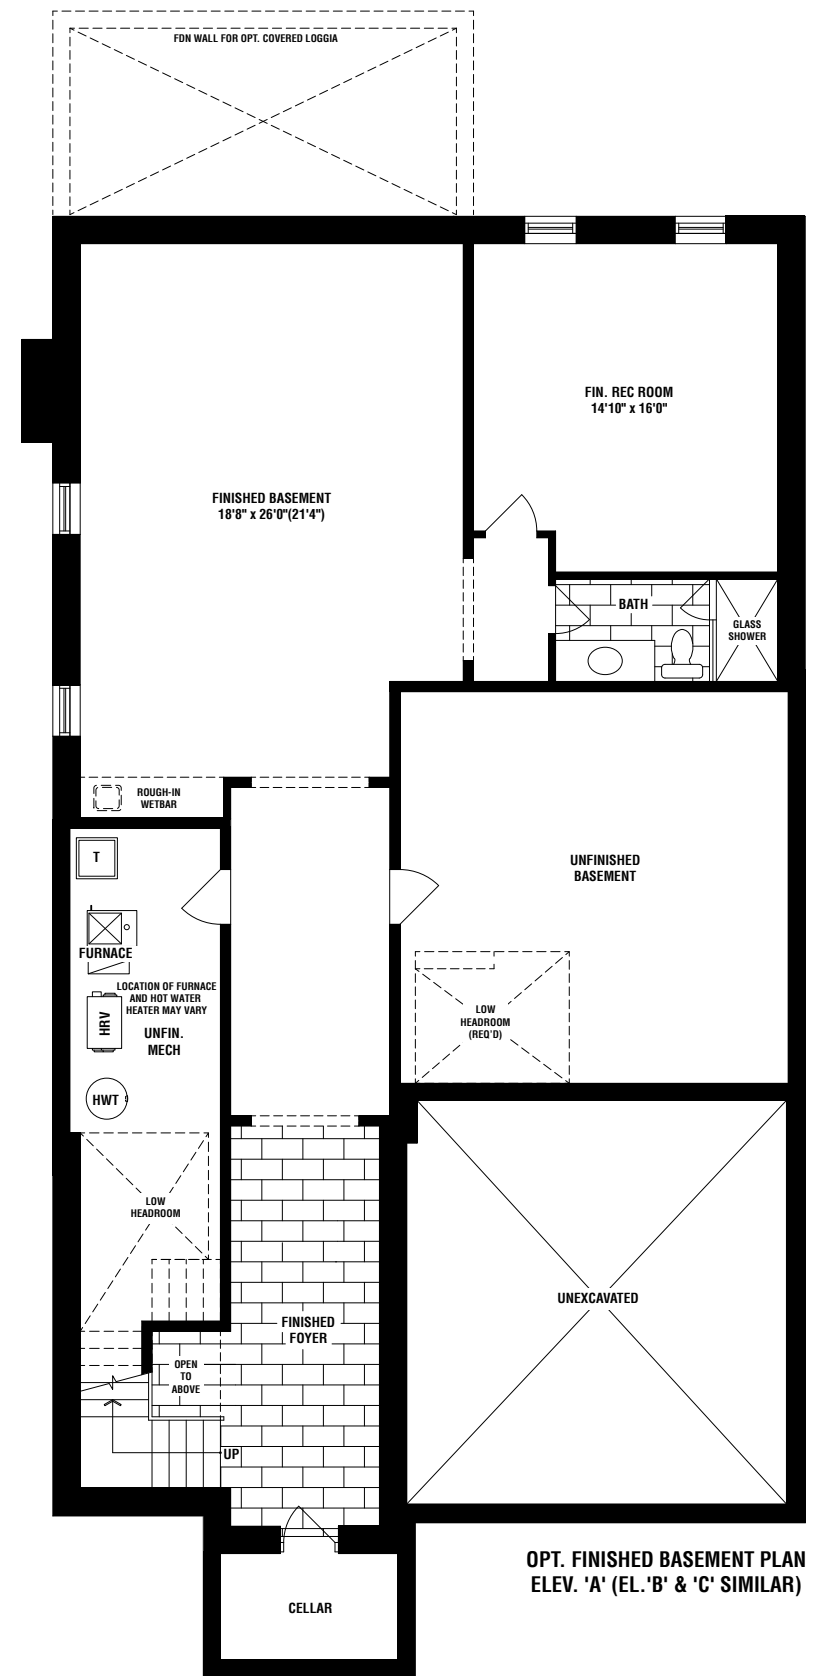 FDN WALL FOR OPT. COVERED LOGGIA
FIN. REC ROOM
14'10" x 16'0"
FINISHED BASEMENT
18'8" x 26'0"(21'4")
BATH
GLASS
SHOWER
ROUGH-IN
WETBAR
T
UNFINISHED
BASEMENT
FURNACE
LOCATION OF FURNACE
AND HOT WATER
HEATER MAY VARY
HRV
UNFIN.
MECH
LOW
HEADROOM
(REQ'D)
HWT
LOW
HEADROOM
UNEXCAVATED
FINISHED
FOYER
OPEN
TO
ABOVE
UP
CELLAR
OPT. FINISHED BASEMENT PLAN
ELEV. 'A' (EL.'B' & 'C' SIMILAR)